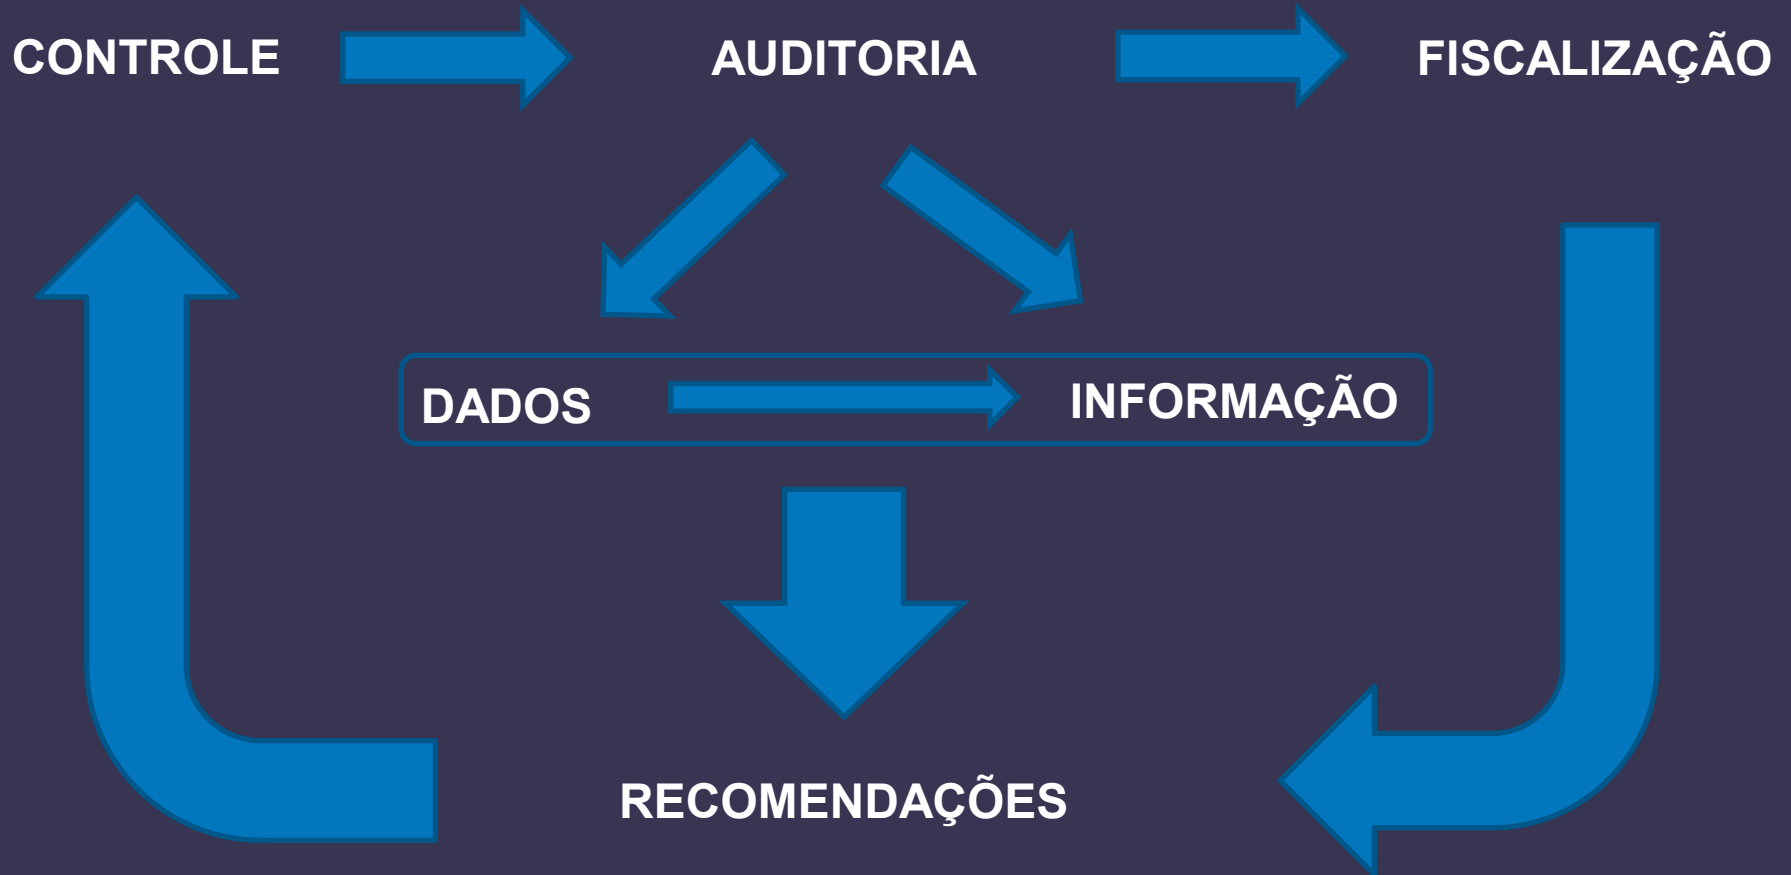 CONTROLE
AUDITORIA
FISCALIZAÇÃO
DADOS
INFORMAÇÃO
RECOMENDAÇÕES